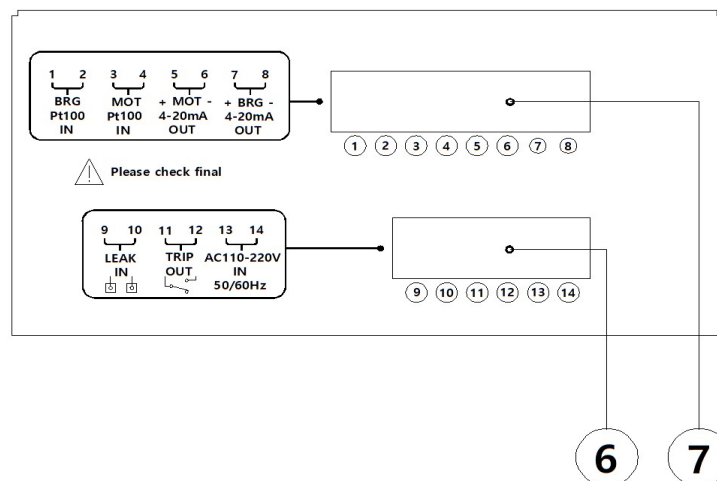 1 2 3 4 5 6 7 8
BRG MOT + MOT - + BRG -
Pt100 Pt100 4-20mA 4-20mA
IN IN OUT OUT
1 2 3 4 5 6 7 8
Please check final
9 10 11 12 13 14
LEAK TRIP AC110-220V
IN OUT IN
50/60Hz
9 10 11 12 13 14
6 7